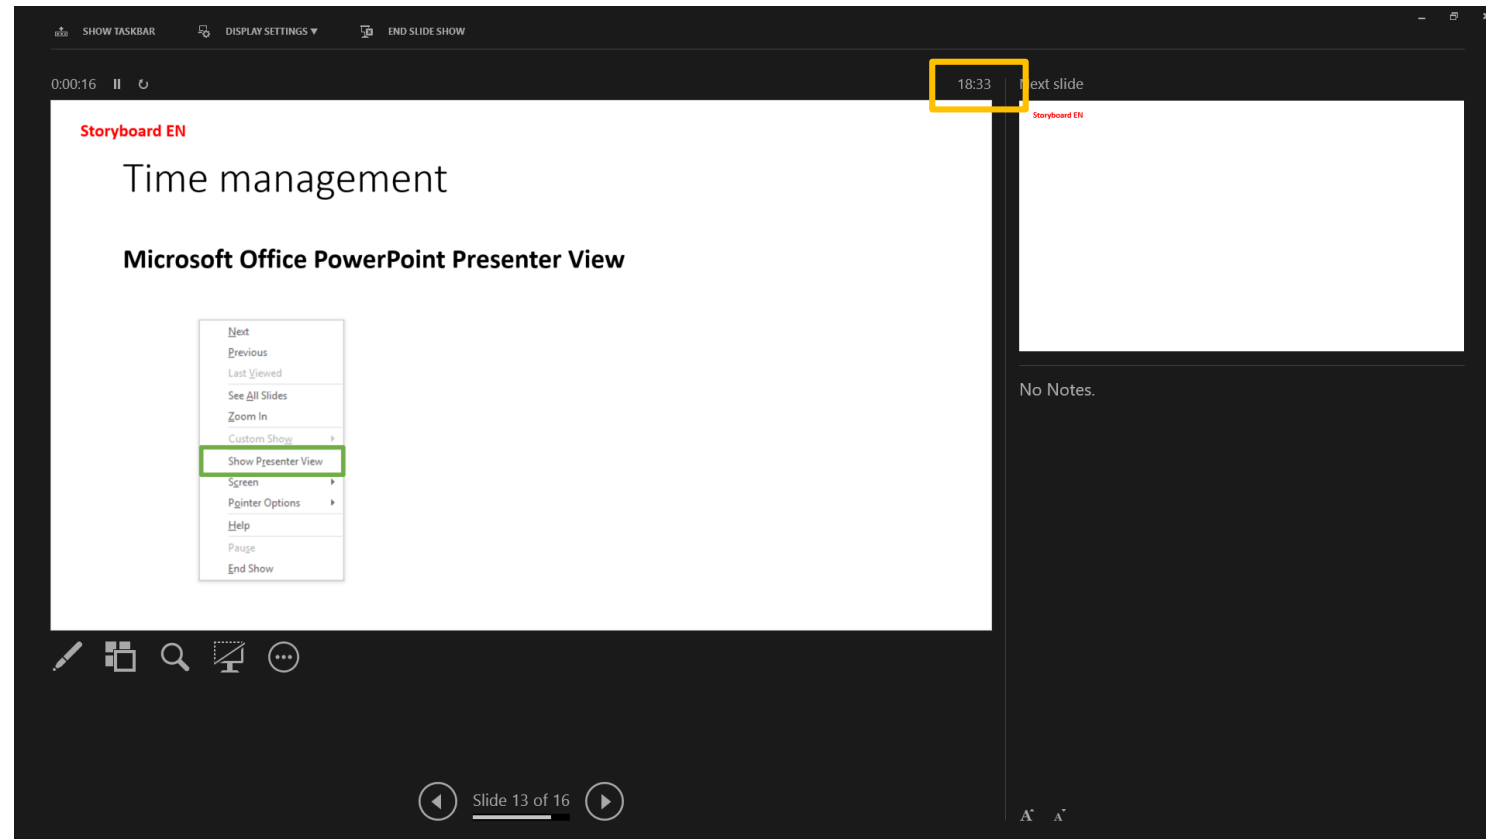 SHOW TASKBAR
DISPLAY SETTINGS ▼
END SLIDE SHOW
0:00:16
18:33
Next slide
Storyboard EN
Time management
Microsoft Office PowerPoint Presenter View
Next
Previous
Last Viewed
See All Slides
Zoom In
Custom Show
Show Presenter View
Screen
Pointer Options
Help
Pause
End Show
Storyboard EN
No Notes.
Slide 13 of 16
A A